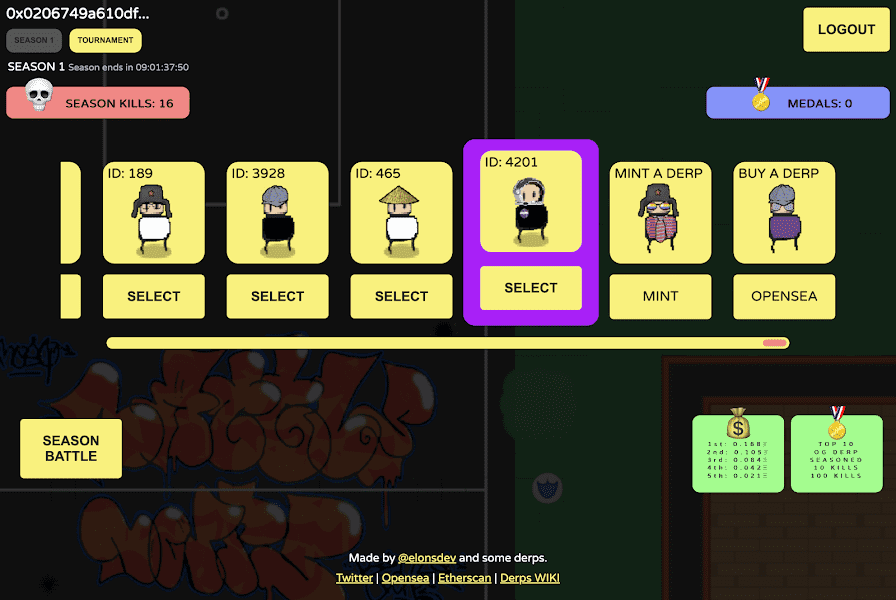 0x0206749a610df...
LOGOUT
SEASON 1
TOURNAMENT
SEASON 1 Season ends in 09:01:37:50
SEASON KILLS: 16
MEDALS: 0
ID: 189
ID: 3928
ID: 465
ID: 4201
MINT A DERP
BUY A DERP
SELECT
SELECT
SELECT
SELECT
MINT
OPENSEA
SEASON
BATTLE
1st: 0.168Ξ
2nd: 0.105Ξ
3rd: 0.084Ξ
4th: 0.042Ξ
5th: 0.021Ξ
TOP 10
OG DERP
SEASONED
10 KILLS
100 KILLS
Made by @elonsdev and some derps.
Twitter | Opensea | Etherscan | Derps WIKI